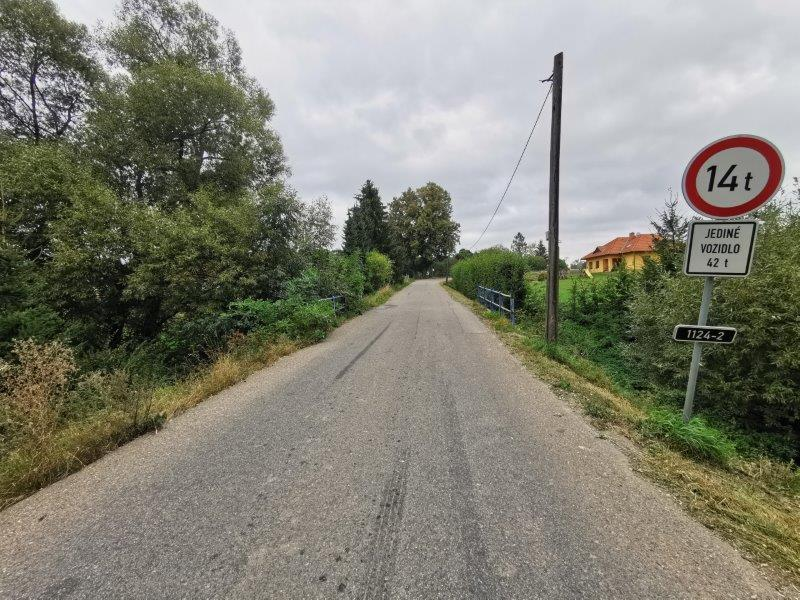 14 t
JEDINÉ
VOZIDLO
42 t
1124-2